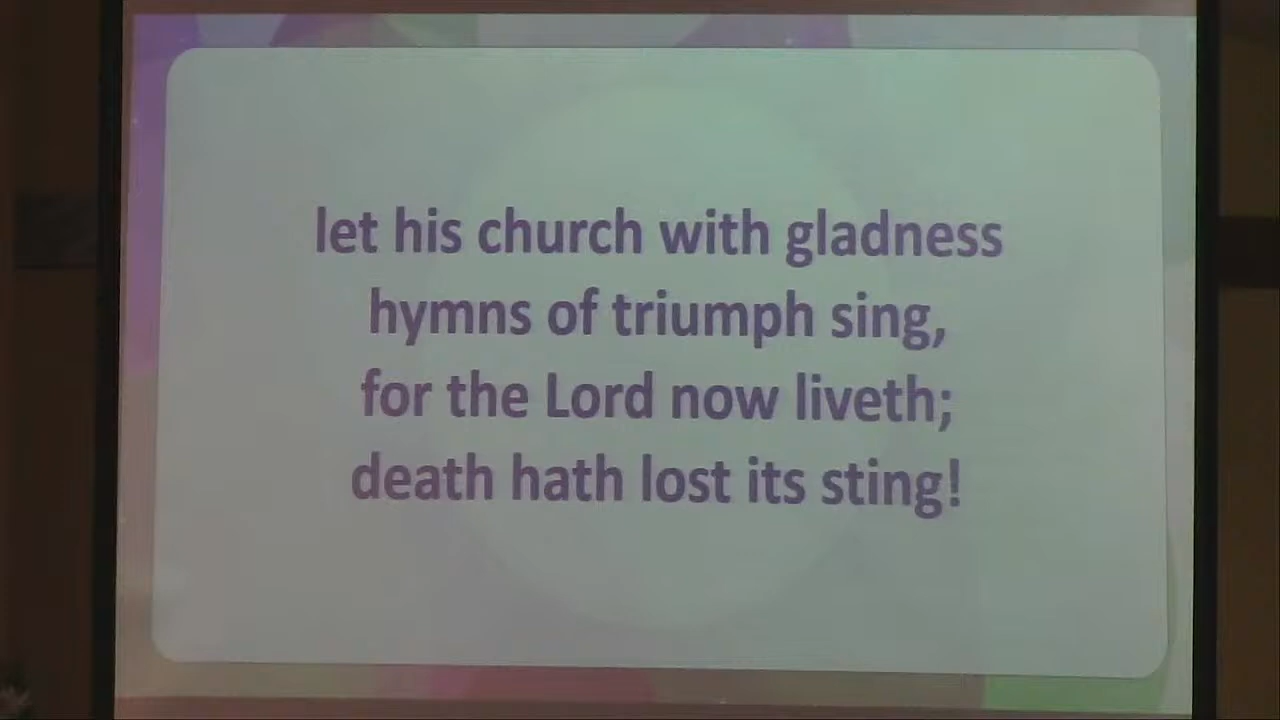 let his church with gladness
hymns of triumph sing,
for the Lord now liveth;
death hath lost its sting!